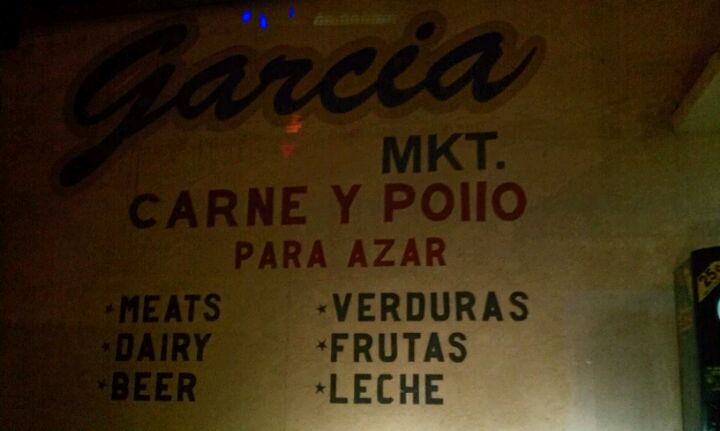 Garcia
MKT.
CARNE Y POllO
PARA AZAR
*MEATS
*DAIRY
*BEER
*VERDURAS
*FRUTAS
*LECHE